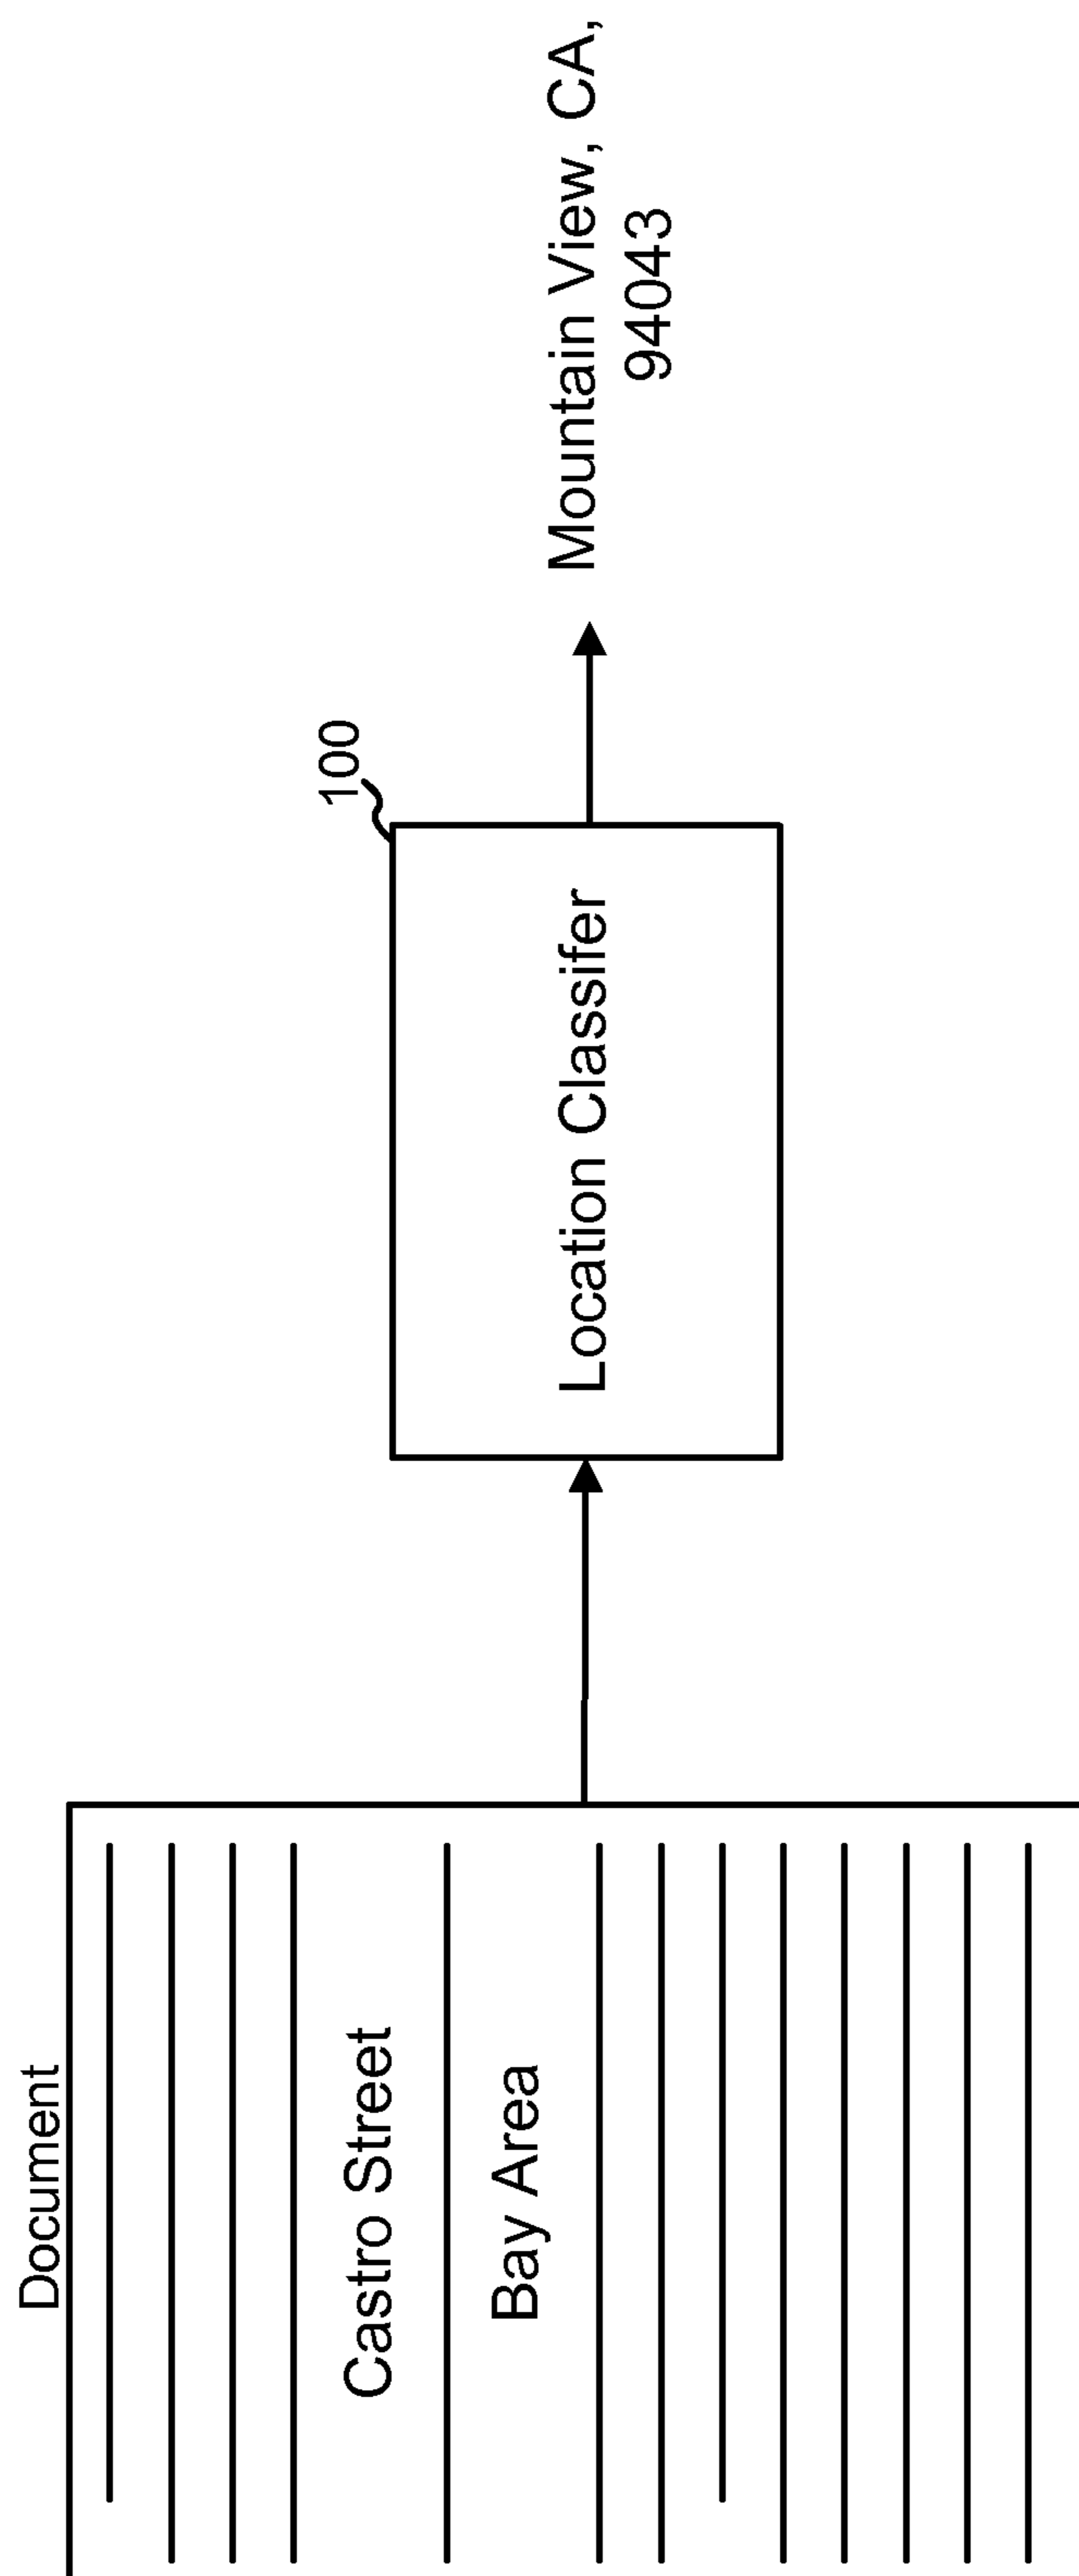 Document
Castro Street
Bay Area
100
Location Classifer
Mountain View, CA,
94043